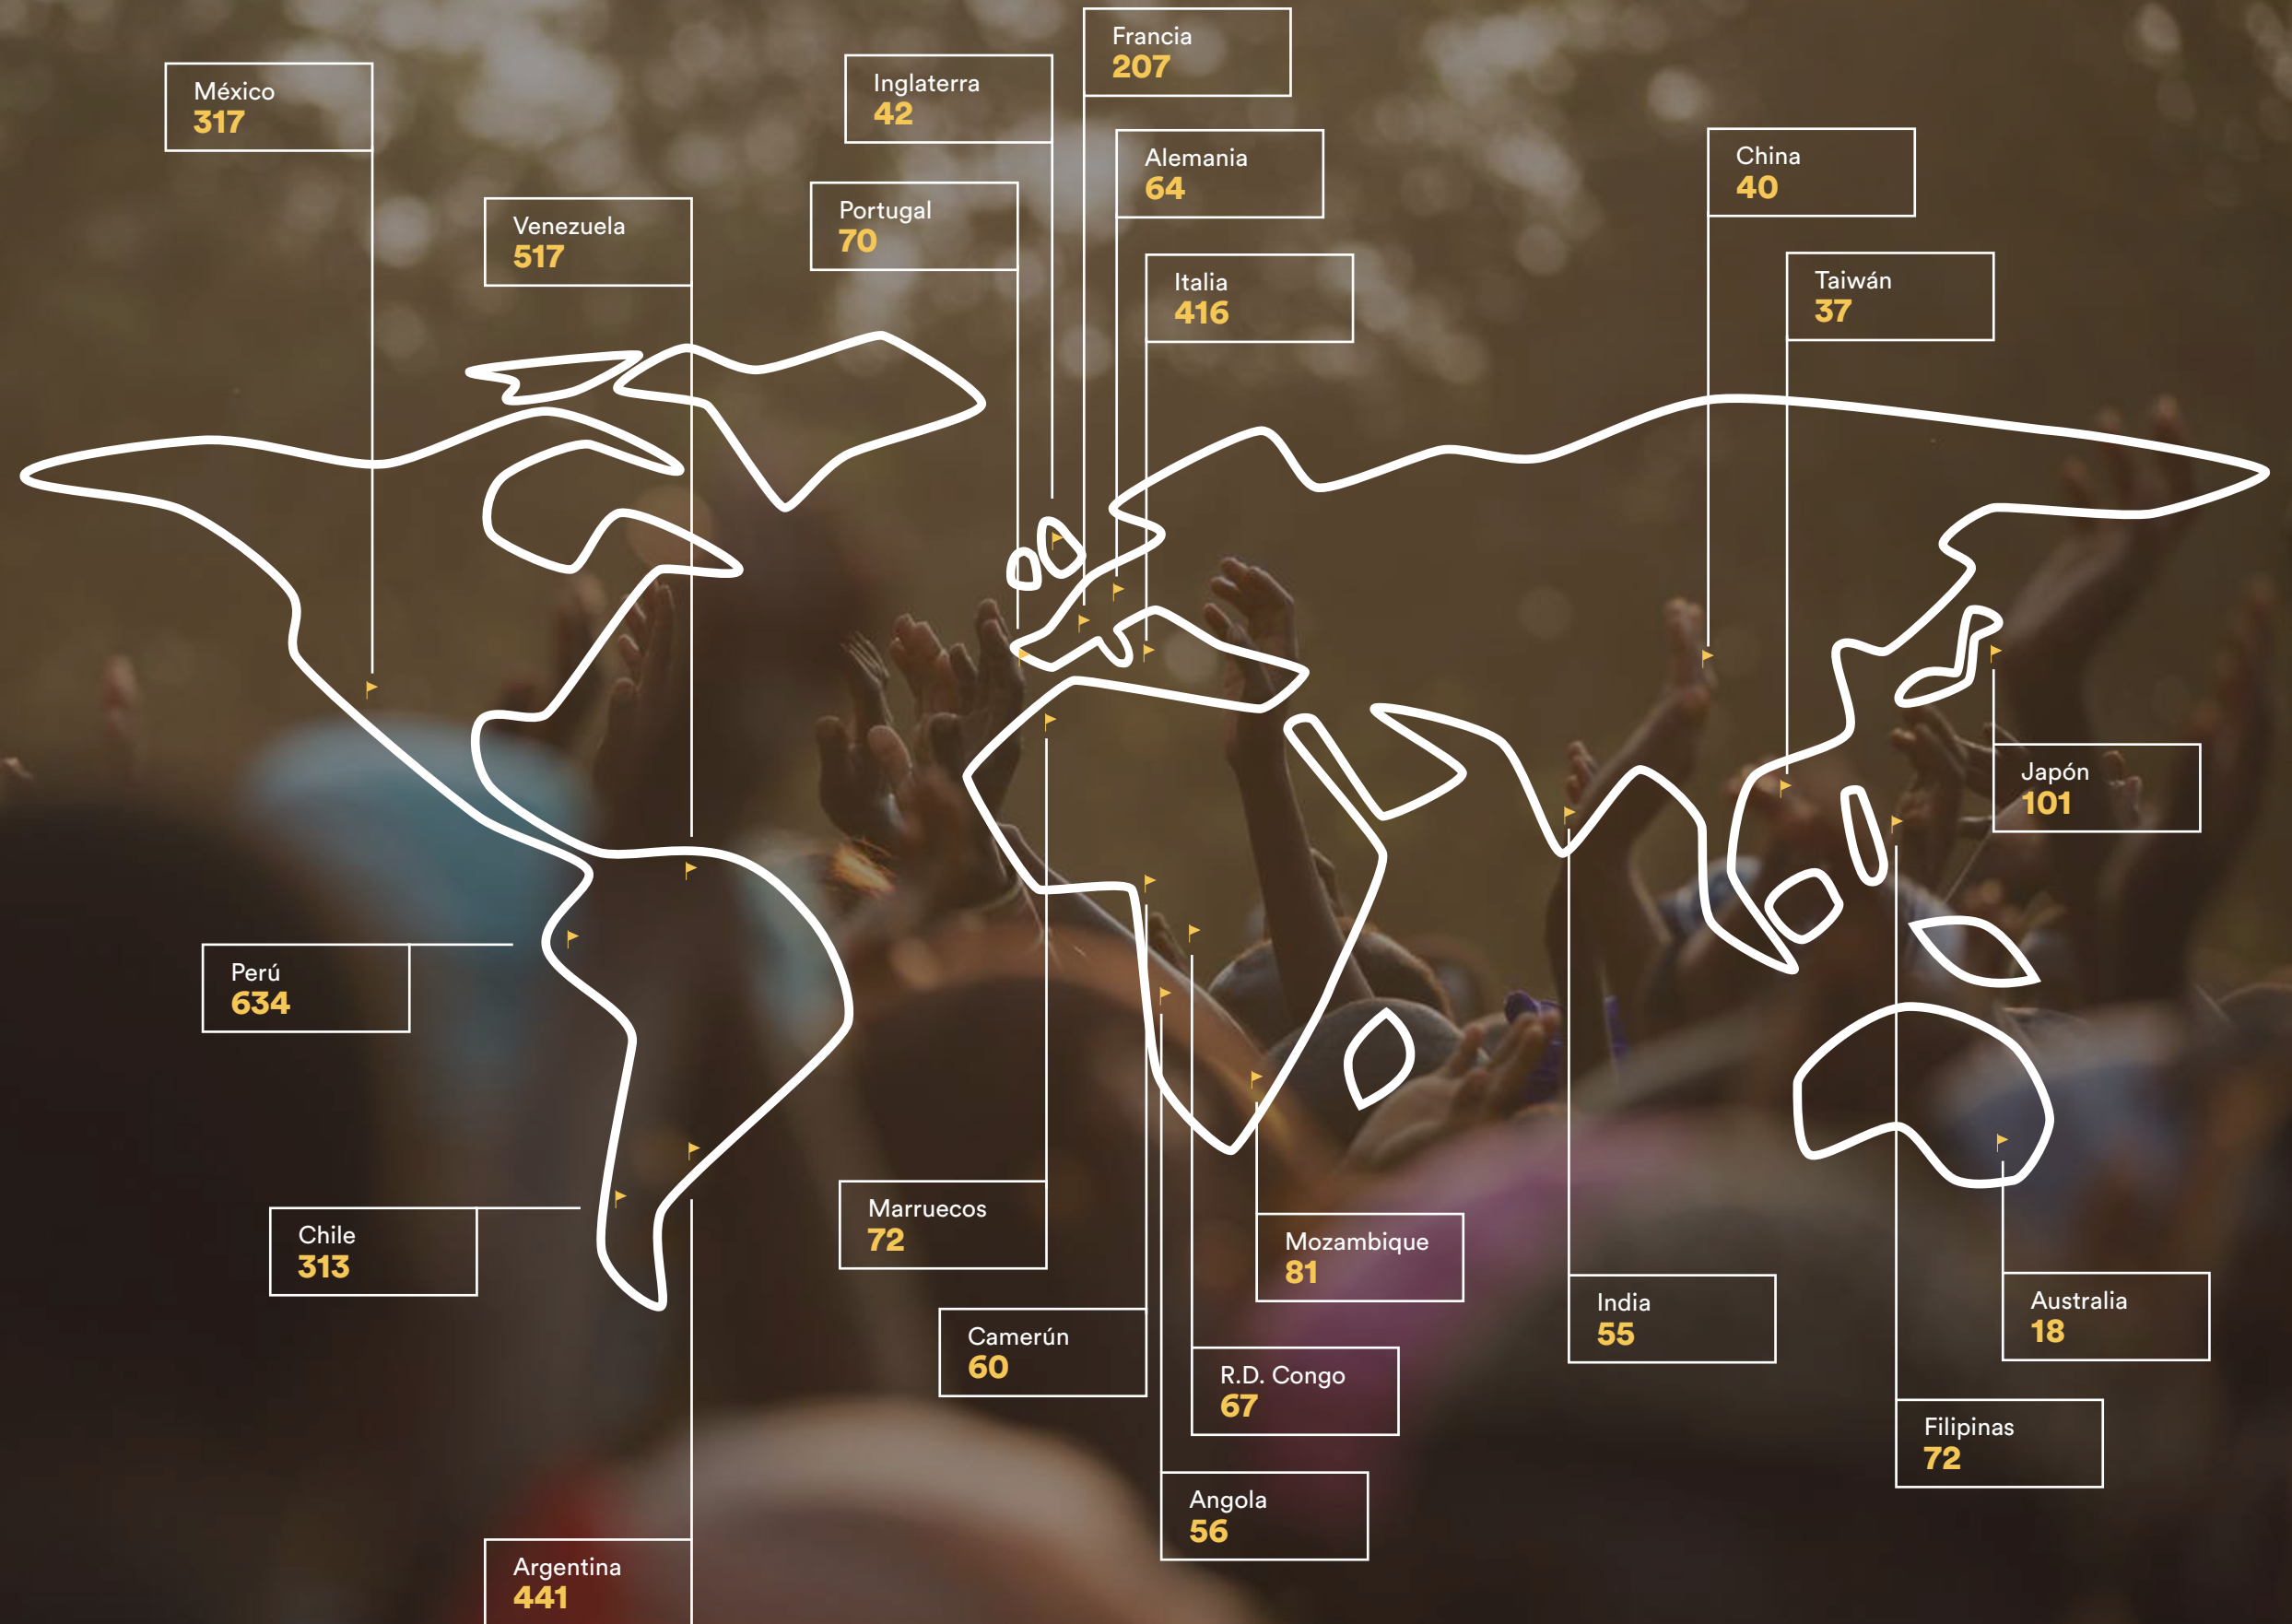 Francia
207
Inglaterra
42
México
317
Alemania
64
China
40
Portugal
70
Venezuela
517
Italia
416
Taiwán
37
Japón
101
Perú
634
Marruecos
72
Chile
313
Mozambique
81
India
55
Australia
18
Camerún
60
R.D. Congo
67
Filipinas
72
Angola
56
Argentina
441